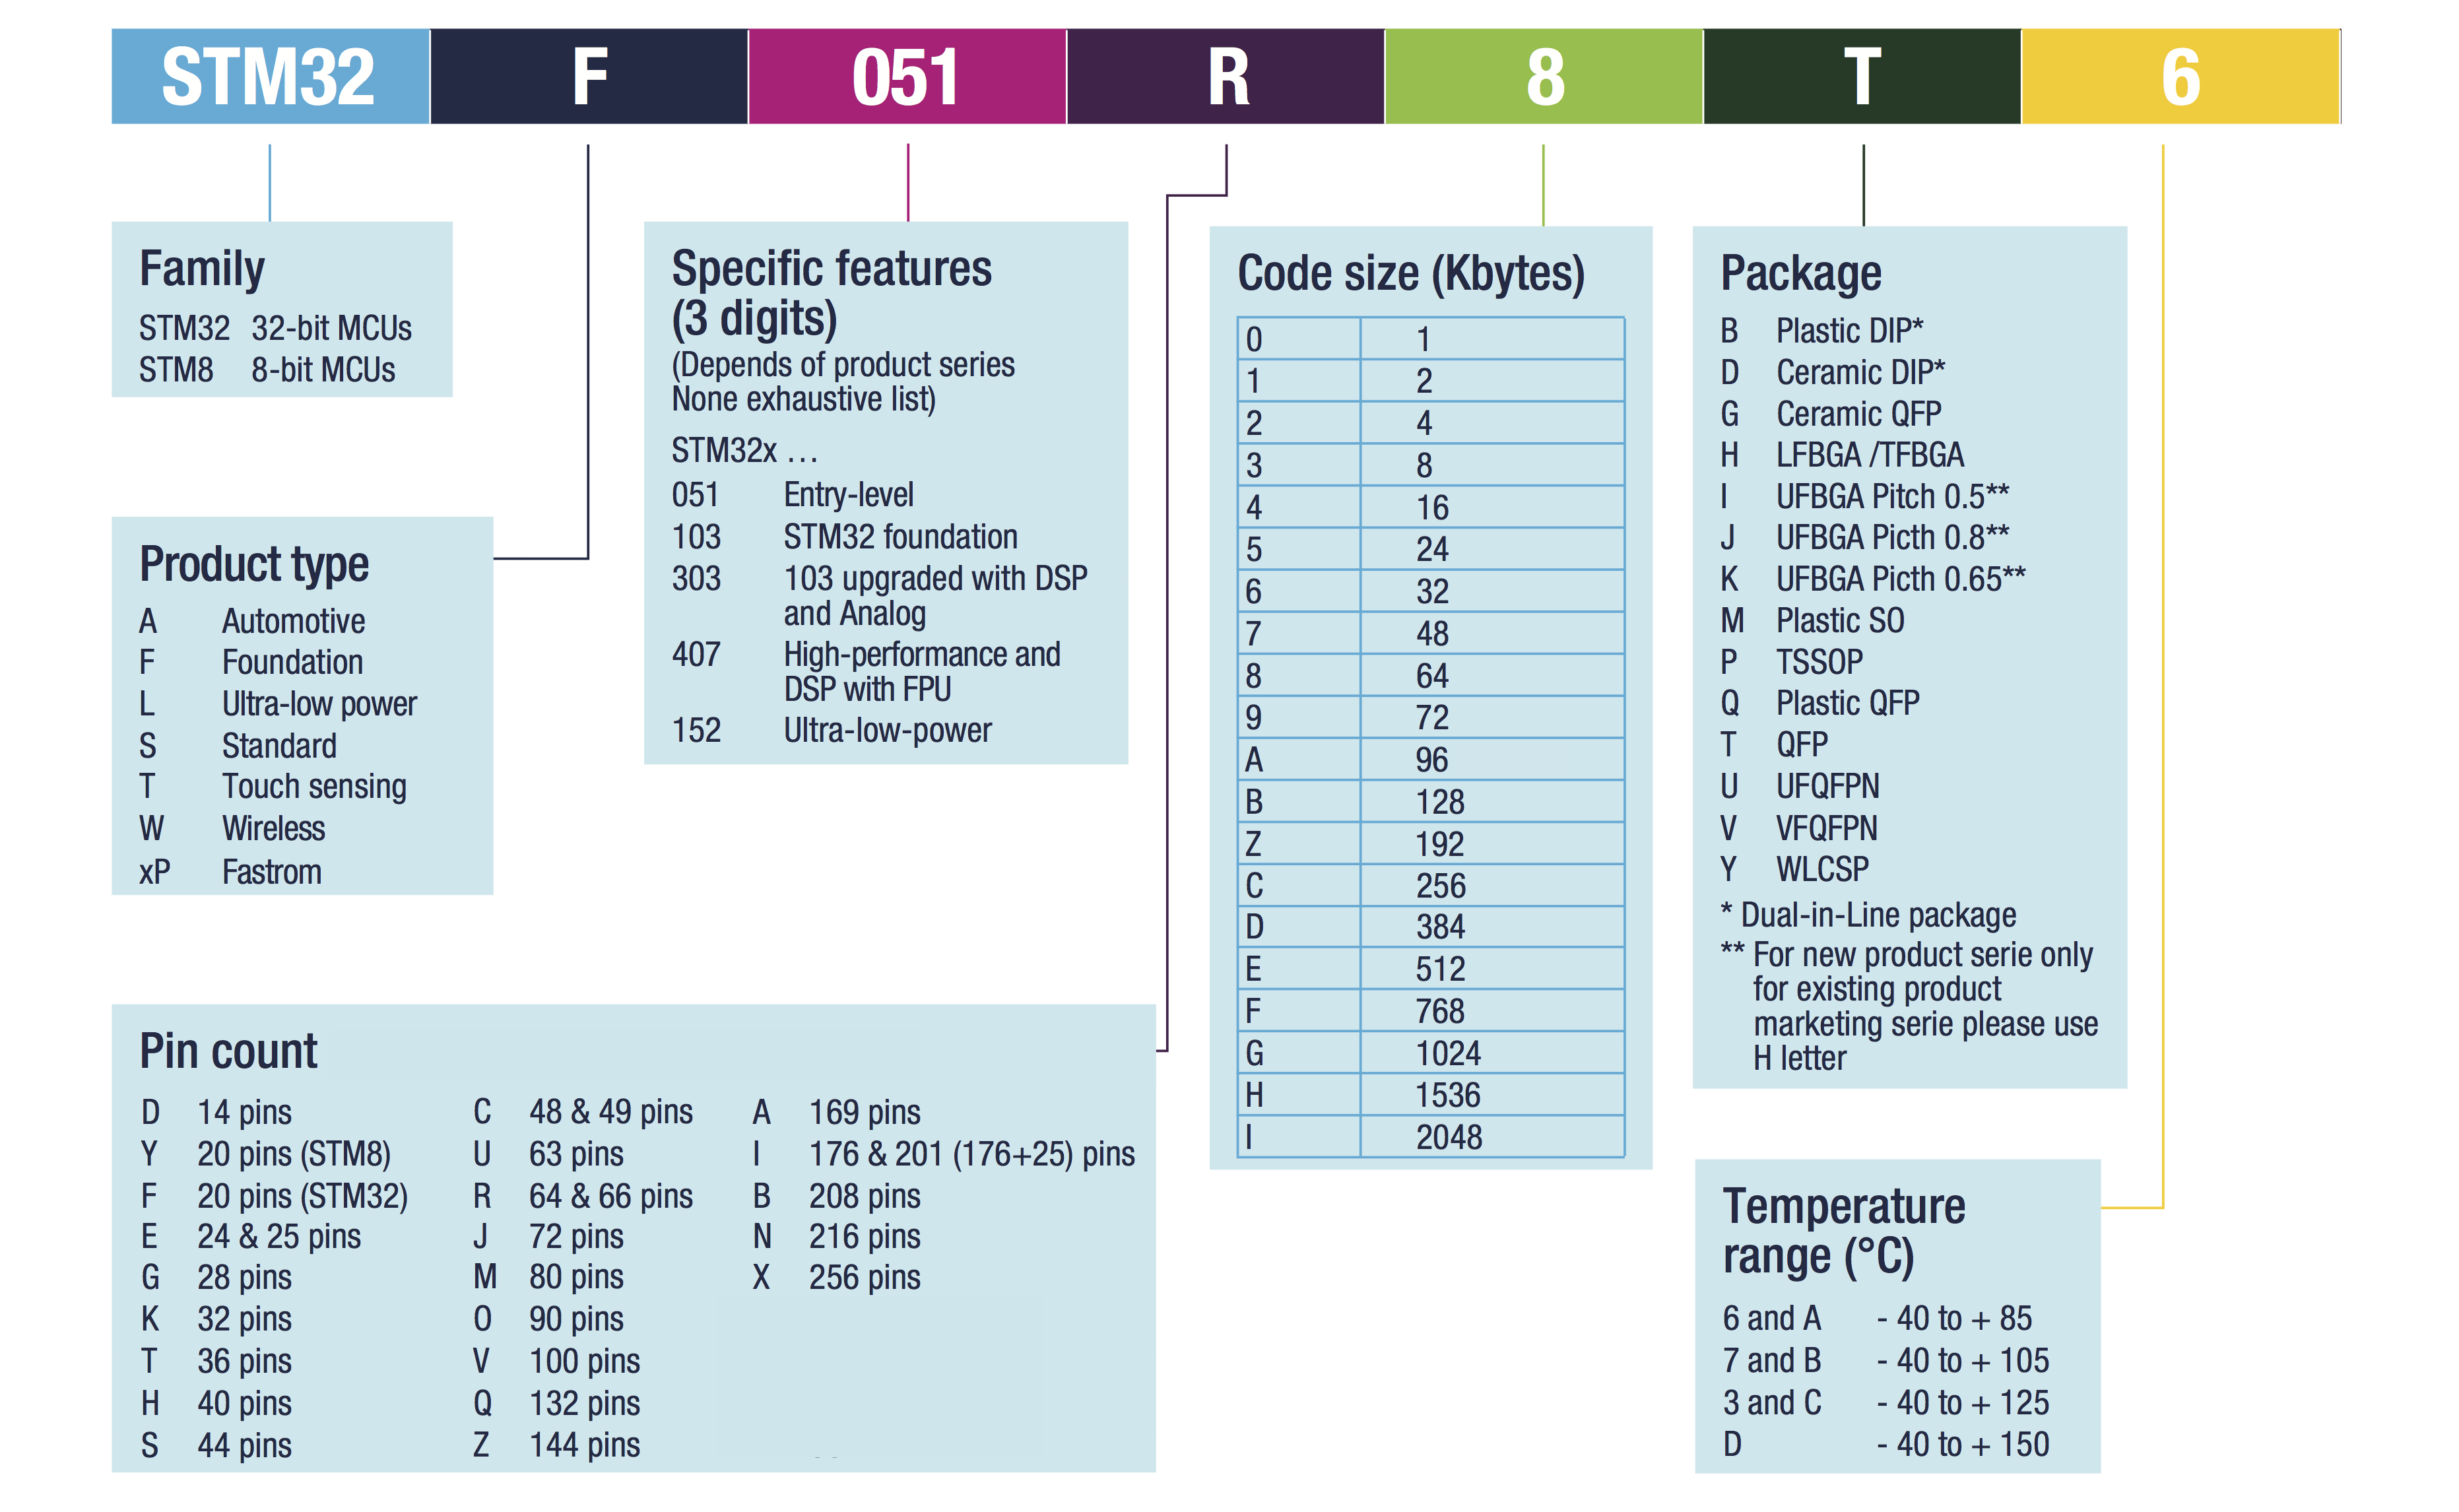 STM32 F 051 R 8 T 6
Family
STM32 32-bit MCUs
STM8 8-bit MCUs
Product type
A Automotive
F Foundation
L Ultra-low power
S Standard
T Touch sensing
W Wireless
xP Fastrom
Specific features
(3 digits)
(Depends of product series
None exhaustive list)
STM32x ...
051 Entry-level
103 STM32 foundation
303 103 upgraded with DSP
and Analog
407 High-performance and
DSP with FPU
152 Ultra-low-power
Pin count
D 14 pins
Y 20 pins (STM8)
F 20 pins (STM32)
E 24 & 25 pins
G 28 pins
K 32 pins
T 36 pins
H 40 pins
S 44 pins
C 48 & 49 pins
U 63 pins
R 64 & 66 pins
J 72 pins
M 80 pins
O 90 pins
V 100 pins
Q 132 pins
Z 144 pins
A 169 pins
I 176 & 201 (176+25) pins
B 208 pins
N 216 pins
X 256 pins
Code size (Kbytes)
0 1
1 2
2 4
3 8
4 16
5 24
6 32
7 48
8 64
9 72
A 96
B 128
Z 192
C 256
D 384
E 512
F 768
G 1024
H 1536
I 2048
Package
B Plastic DIP*
D Ceramic DIP*
G Ceramic QFP
H LFBGA /TFBGA
I UFBGA Pitch 0.5**
J UFBGA Picth 0.8**
K UFBGA Picth 0.65**
M Plastic SO
P TSSOP
Q Plastic QFP
T QFP
U UFQFPN
V VFQFPN
Y WLCSP
* Dual-in-Line package
** For new product serie only
for existing product
marketing serie please use
H letter
Temperature
range (°C)
6 and A - 40 to + 85
7 and B - 40 to + 105
3 and C - 40 to + 125
D - 40 to + 150